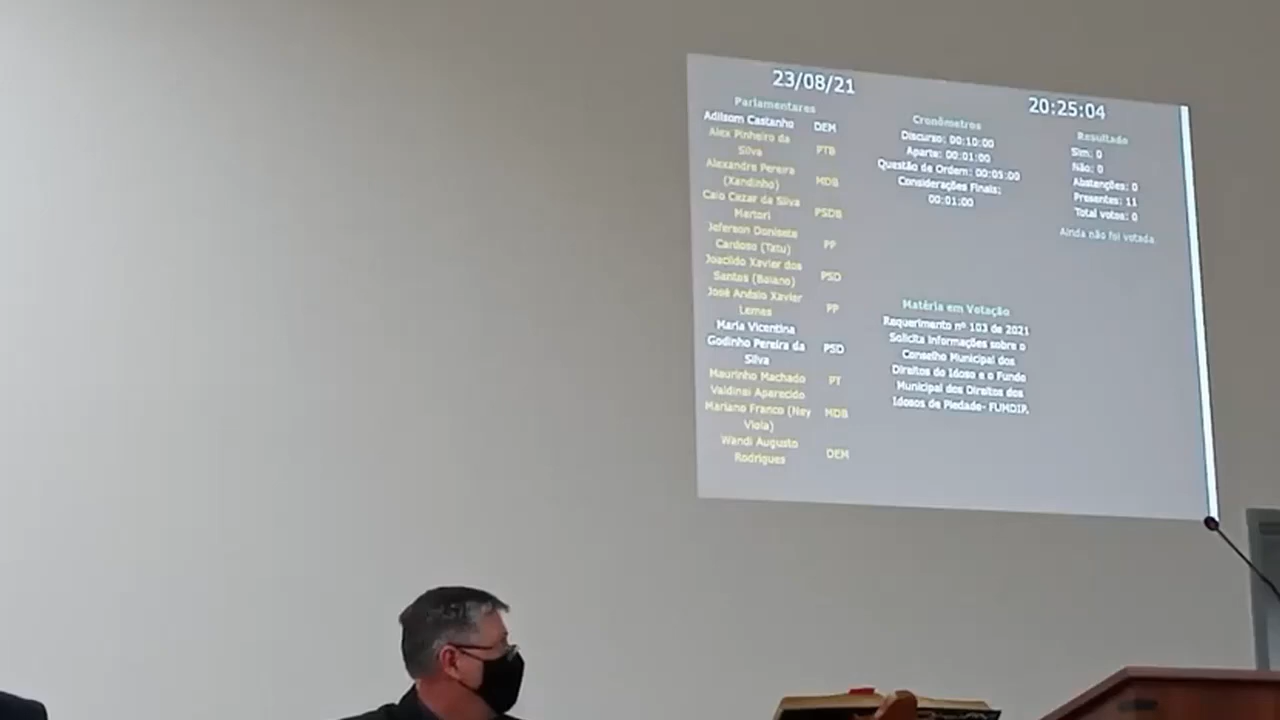 23/08/21
20:25:04
Parlamentares
Adilsom Castanho DEM
Alex Pinheiro da
Silva PTB
Alexandre Pereira
(Xandinho) MDB
Caio Cezar da Silva
Martori PSDB
Jeferson Donisete
Cardoso (Tatu) PP
Joacildo Xavier dos
Santos (Baiano) PSD
José Anésio Xavier
Lemes PP
Maria Vicentina
Godinho Pereira da
Silva PSD
Maurinho Machado PT
Valdinei Aparecido
Mariano Franco (Ney
Viola) MDB
Wandi Augusto
Rodrigues DEM
Cronômetros
Discurso: 00:10:00
Aparte: 00:01:00
Questão de Ordem: 00:05:00
Considerações Finais:
00:01:00
Resultado
Sim: 0
Não: 0
Abstenções: 0
Presentes: 11
Total votos: 0
Ainda não foi votada
Matéria em Votação
Requerimento nº 103 de 2021
Solicita informações sobre o
Conselho Municipal dos
Direitos do Idoso e o Fundo
Municipal dos Direitos dos
Idosos de Piedade- FUMDIP.